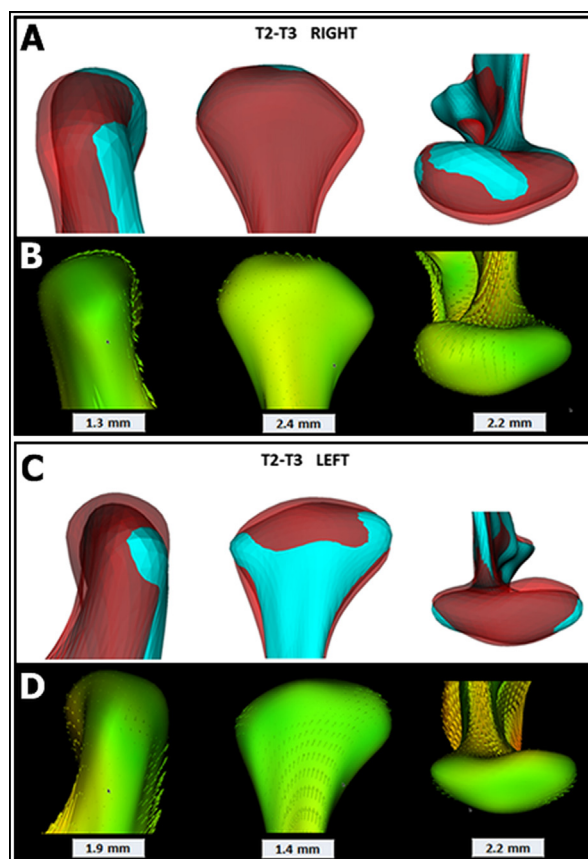 A
T2-T3 RIGHT
B
1.3 mm
2.4 mm
2.2 mm
C
T2-T3 LEFT
D
1.9 mm
1.4 mm
2.2 mm